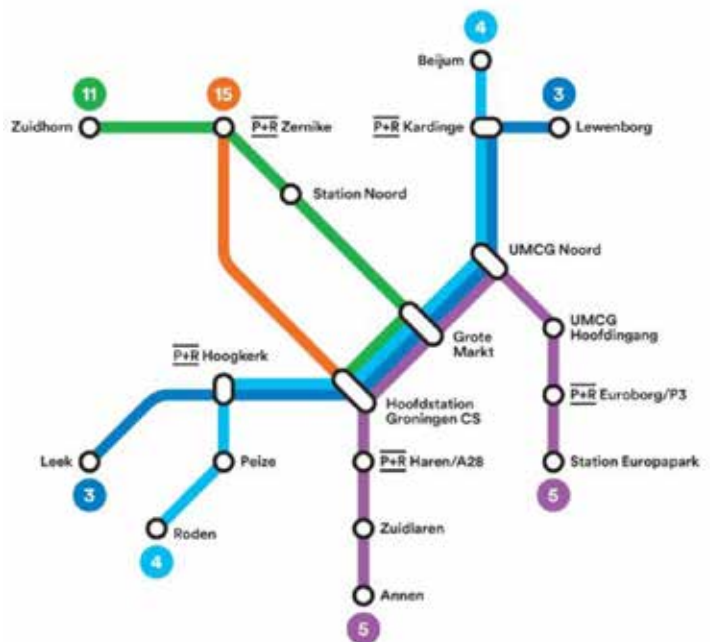 4
Beijum
11
15
3
Zuidhorn
P+R Zernike
P+R Kardinge
Lewenborg
Station Noord
UMCG Noord
UMCG
Hoofdingang
Grote
Markt
P+R Hoogkerk
P+R Euroborg/P3
Hoofdstation
Groningen CS
Leek
Peize
P+R Haren/A28
Station Europapark
3
5
Roden
Zuidlaren
4
Annen
5